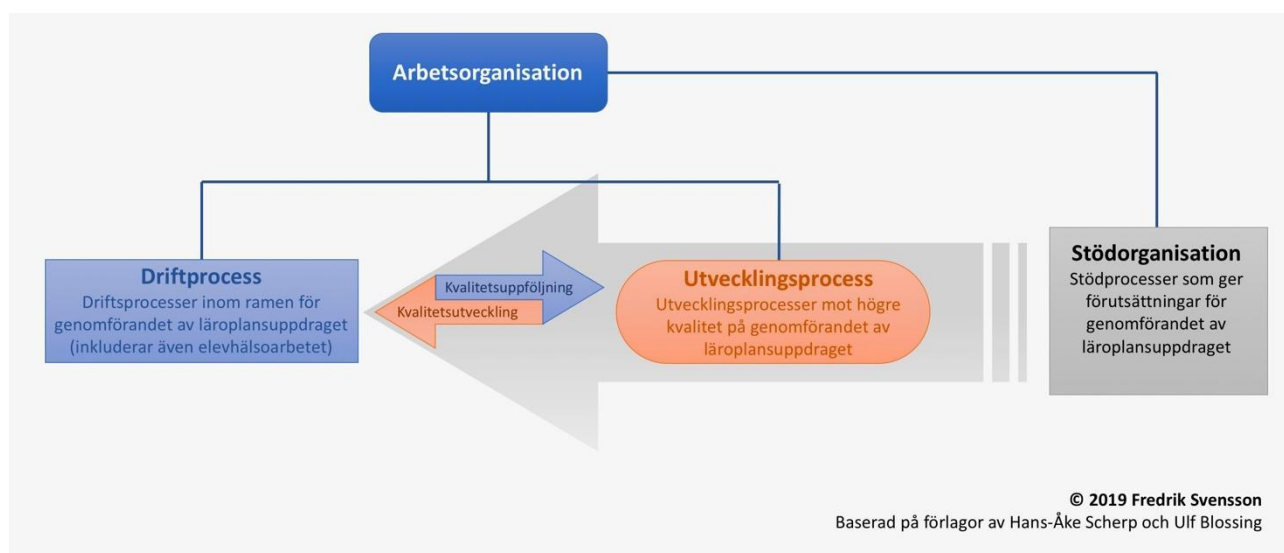 Arbetsorganisation
Driftprocess
Driftsprocesser inom ramen för
genomförandet av läroplansuppdraget
(inkluderar även elevhälsoarbetet)
Kvalitetsuppföljning
Kvalitetsutveckling
Utvecklingsprocess
Utvecklingsprocesser mot högre
kvalitet på genomförandet av
läroplansuppdraget
Stödorganisation
Stödprocesser som ger
förutsättningar för
genomförandet av
läroplansuppdraget
© 2019 Fredrik Svensson
Baserad på förlagor av Hans-Åke Scherp och Ulf Blossing